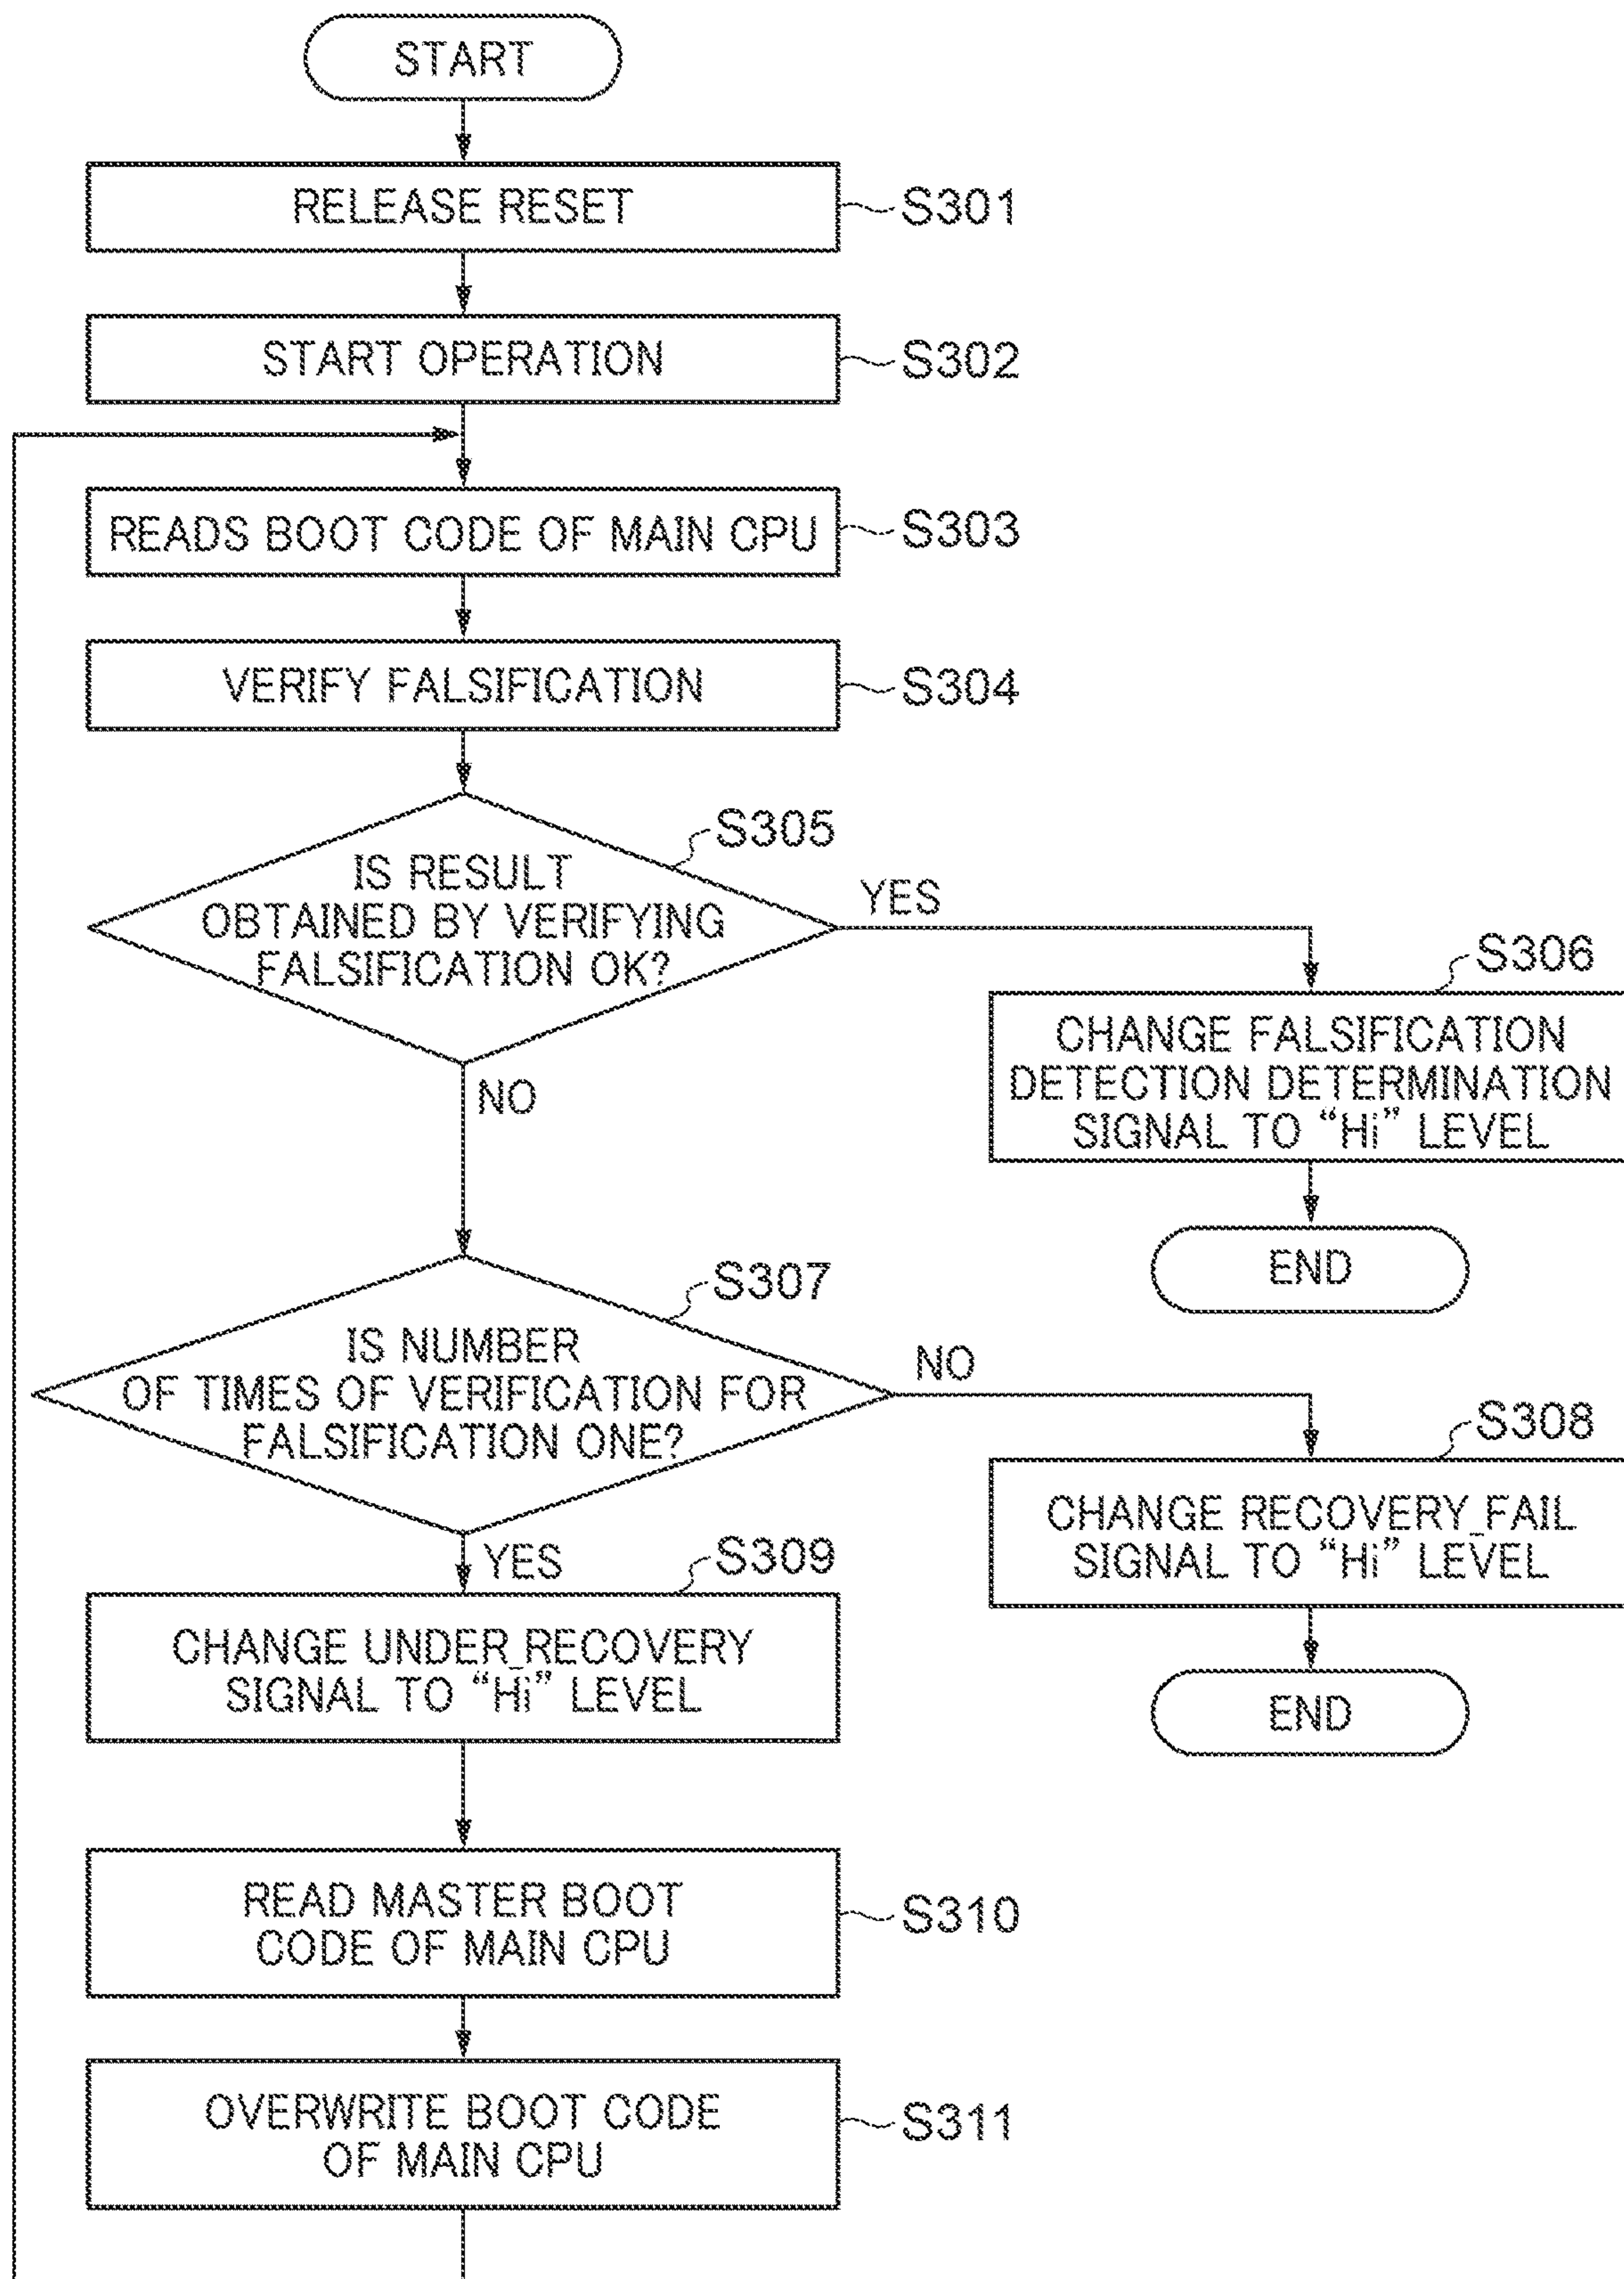 START
RELEASE RESET
S301
START OPERATION
S302
READS BOOT CODE OF MAIN CPU
S303
VERIFY FALSIFICATION
S304
S305
IS RESULT
OBTAINED BY VERIFYING
FALSIFICATION OK?
YES
NO
S306
CHANGE FALSIFICATION
DETECTION DETERMINATION
SIGNAL TO “Hi” LEVEL
END
S307
IS NUMBER
OF TIMES OF VERIFICATION FOR
FALSIFICATION ONE?
NO
YES
S308
CHANGE RECOVERY_FAIL
SIGNAL TO “Hi” LEVEL
END
S309
CHANGE UNDER_RECOVERY
SIGNAL TO “Hi” LEVEL
READ MASTER BOOT
CODE OF MAIN CPU
S310
OVERWRITE BOOT CODE
OF MAIN CPU
S311